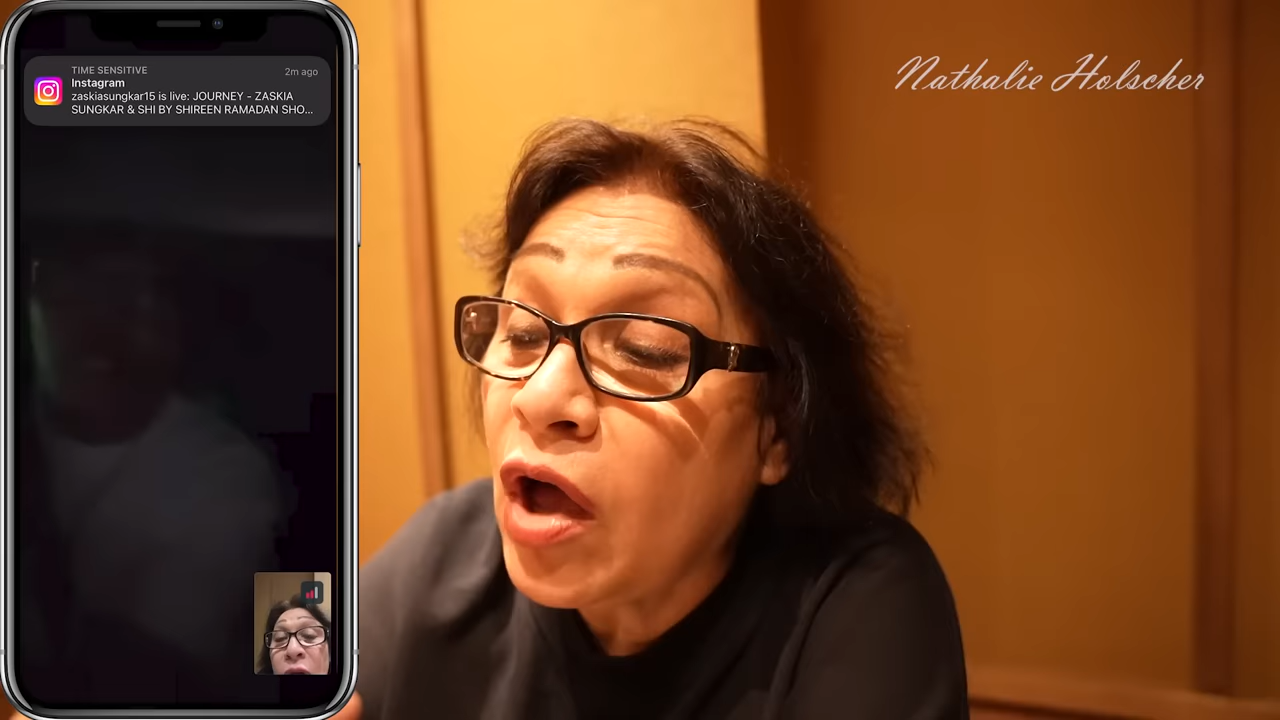 TIME SENSITIVE
2m ago
Instagram
zaskiasungkar15 is live: JOURNEY - ZASKIA
SUNGKAR & SHI BY SHIREEN RAMADAN SHO...
Nathalie Holscher